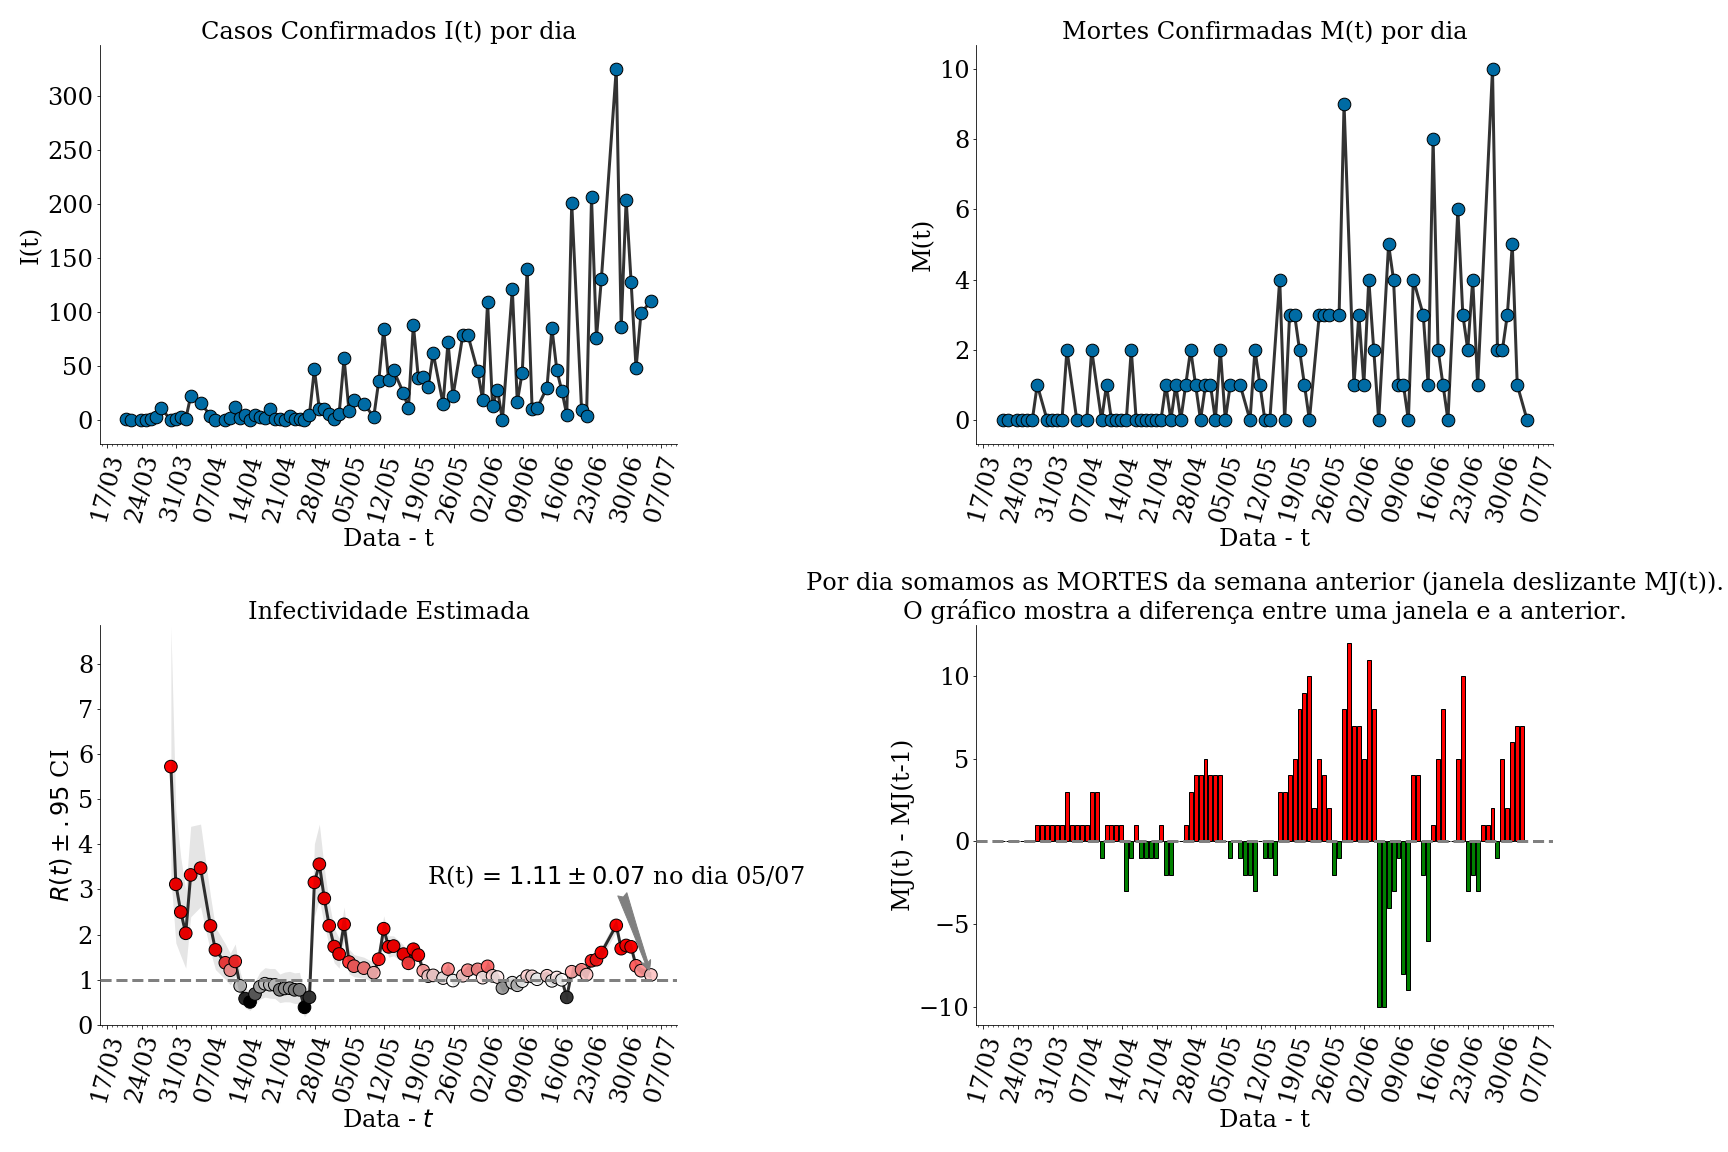 Casos Confirmados I(t) por dia
I(t)
300
250
200
150
100
50
0
17/03 24/03 31/03 07/04 14/04 21/04 28/04 05/05 12/05 19/05 26/05 02/06 09/06 16/06 23/06 30/06 07/07
Data - t
Mortes Confirmadas M(t) por dia
M(t)
10
8
6
4
2
0
17/03 24/03 31/03 07/04 14/04 21/04 28/04 05/05 12/05 19/05 26/05 02/06 09/06 16/06 23/06 30/06 07/07
Data - t
Infectividade Estimada
R(t) ± .95 CI
8
7
6
5
4
3
2
1
0
R(t) = 1.11 ± 0.07 no dia 05/07
17/03 24/03 31/03 07/04 14/04 21/04 28/04 05/05 12/05 19/05 26/05 02/06 09/06 16/06 23/06 30/06 07/07
Data - t
Por dia somamos as MORTES da semana anterior (janela deslizante MJ(t)).
O gráfico mostra a diferença entre uma janela e a anterior.
MJ(t) - MJ(t-1)
10
5
0
−5
−10
17/03 24/03 31/03 07/04 14/04 21/04 28/04 05/05 12/05 19/05 26/05 02/06 09/06 16/06 23/06 30/06 07/07
Data - t